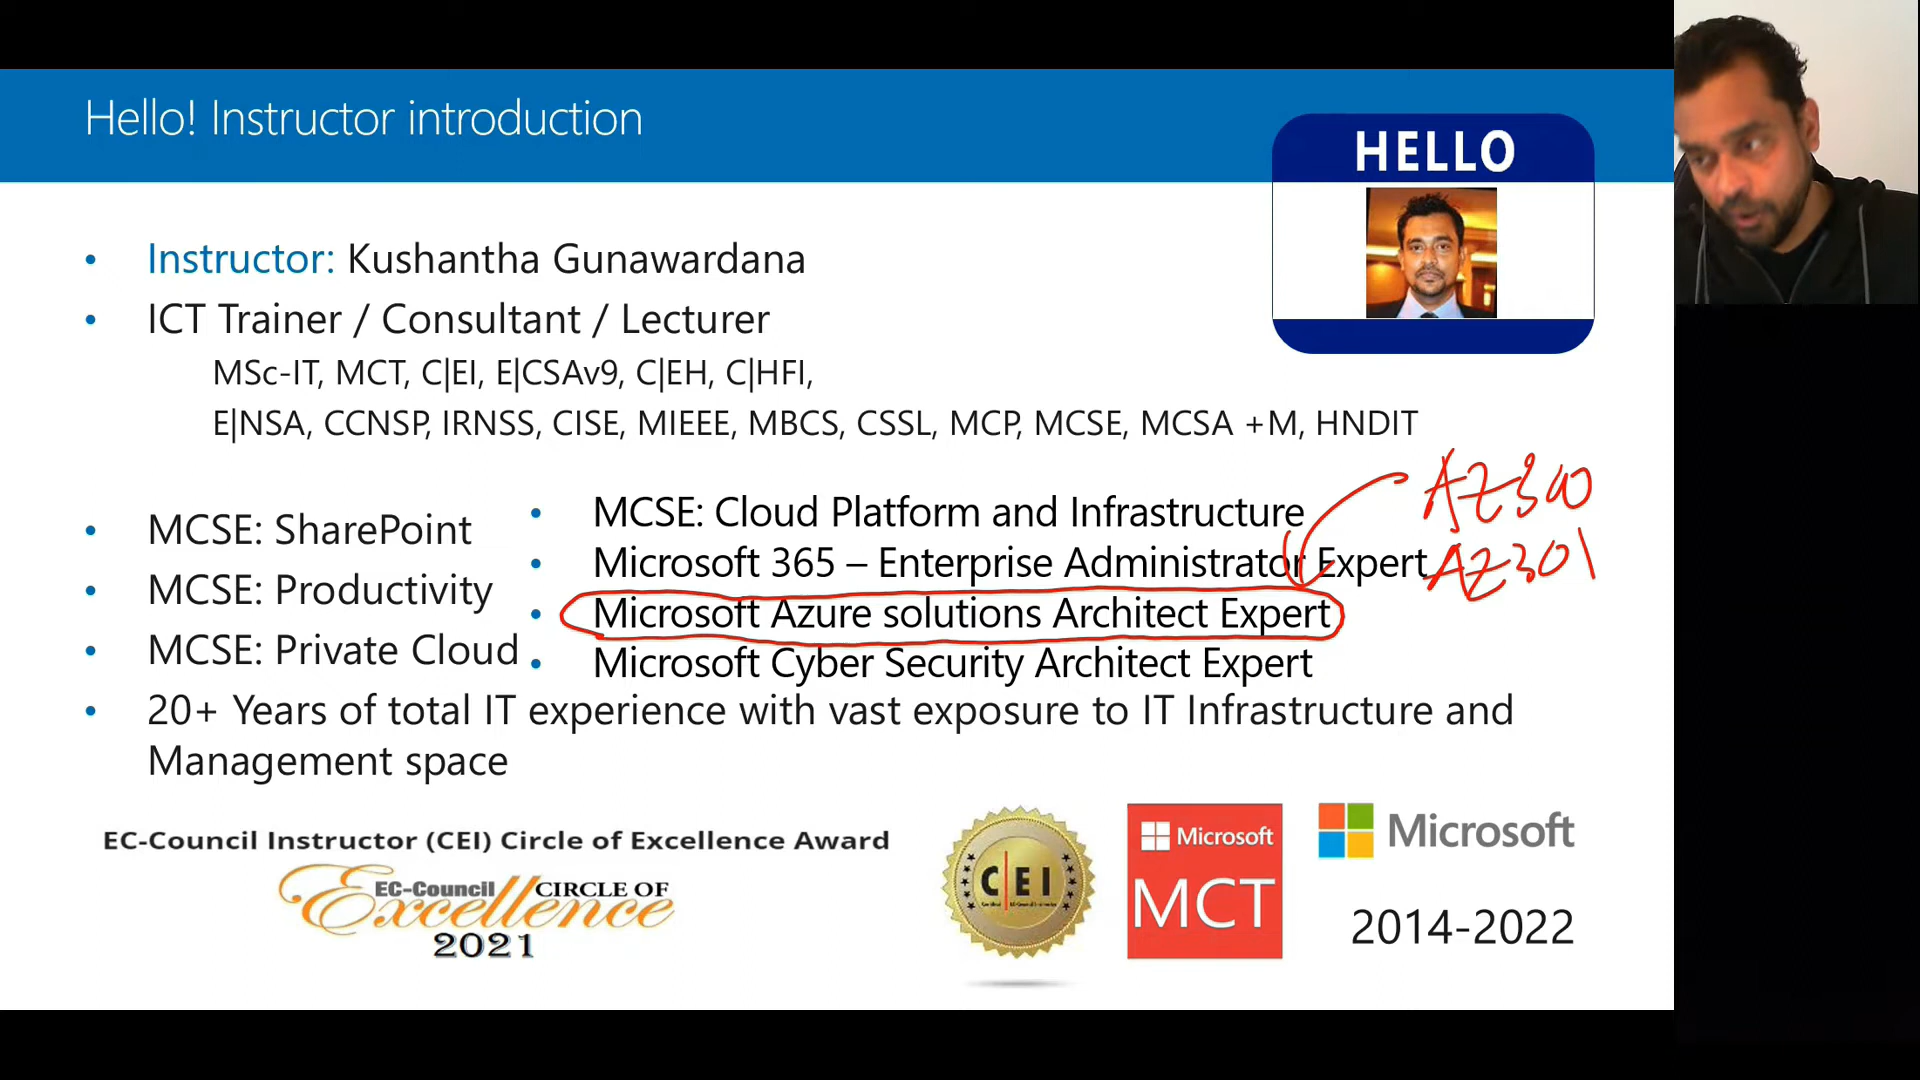 Hello! Instructor introduction
HELLO
• Instructor: Kushantha Gunawardana
• ICT Trainer / Consultant / Lecturer
MSc-IT, MCT, C|EI, E|CSAv9, C|EH, C|HFI,
E|NSA, CCNSP, IRNSS, CISE, MIEEE, MBCS, CSSL, MCP, MCSE, MCSA +M, HNDIT
• MCSE: SharePoint
• MCSE: Productivity
• MCSE: Private Cloud
• MCSE: Cloud Platform and Infrastructure
• Microsoft 365 – Enterprise Administrator Expert
• Microsoft Azure solutions Architect Expert
• Microsoft Cyber Security Architect Expert
AZ300
AZ301
• 20+ Years of total IT experience with vast exposure to IT Infrastructure and
Management space
EC-Council Instructor (CEI) Circle of Excellence Award
EC-Council CIRCLE OF
Excellence
2021
C|EI
Microsoft
MCT
Microsoft
2014-2022